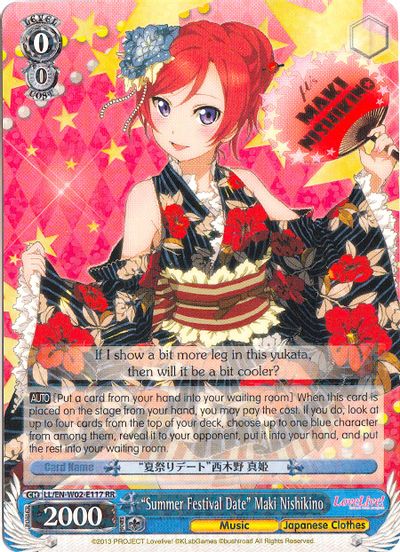 LEVEL
0
0
COST
μ's
MAKI
NISHIKINO
If I show a bit more leg in this yukata,
then will it be a bit cooler?
AUTO [Put a card from your hand into your waiting room] When this card is
placed on the stage from your hand, you may pay the cost. If you do, look at
up to four cards from the top of your deck, choose up to one blue character
from among them, reveal it to your opponent, put it into your hand, and put
the rest into your waiting room.
Card Name
"夏祭りデート"西木野 真姫
LL/EN-W02-E117 RR
2000
"Summer Festival Date" Maki Nishikino
Love Live!
Music
Japanese Clothes
©2013 PROJECT Lovelive! ©KLabGames ©bushiroad All Rights Reserved.